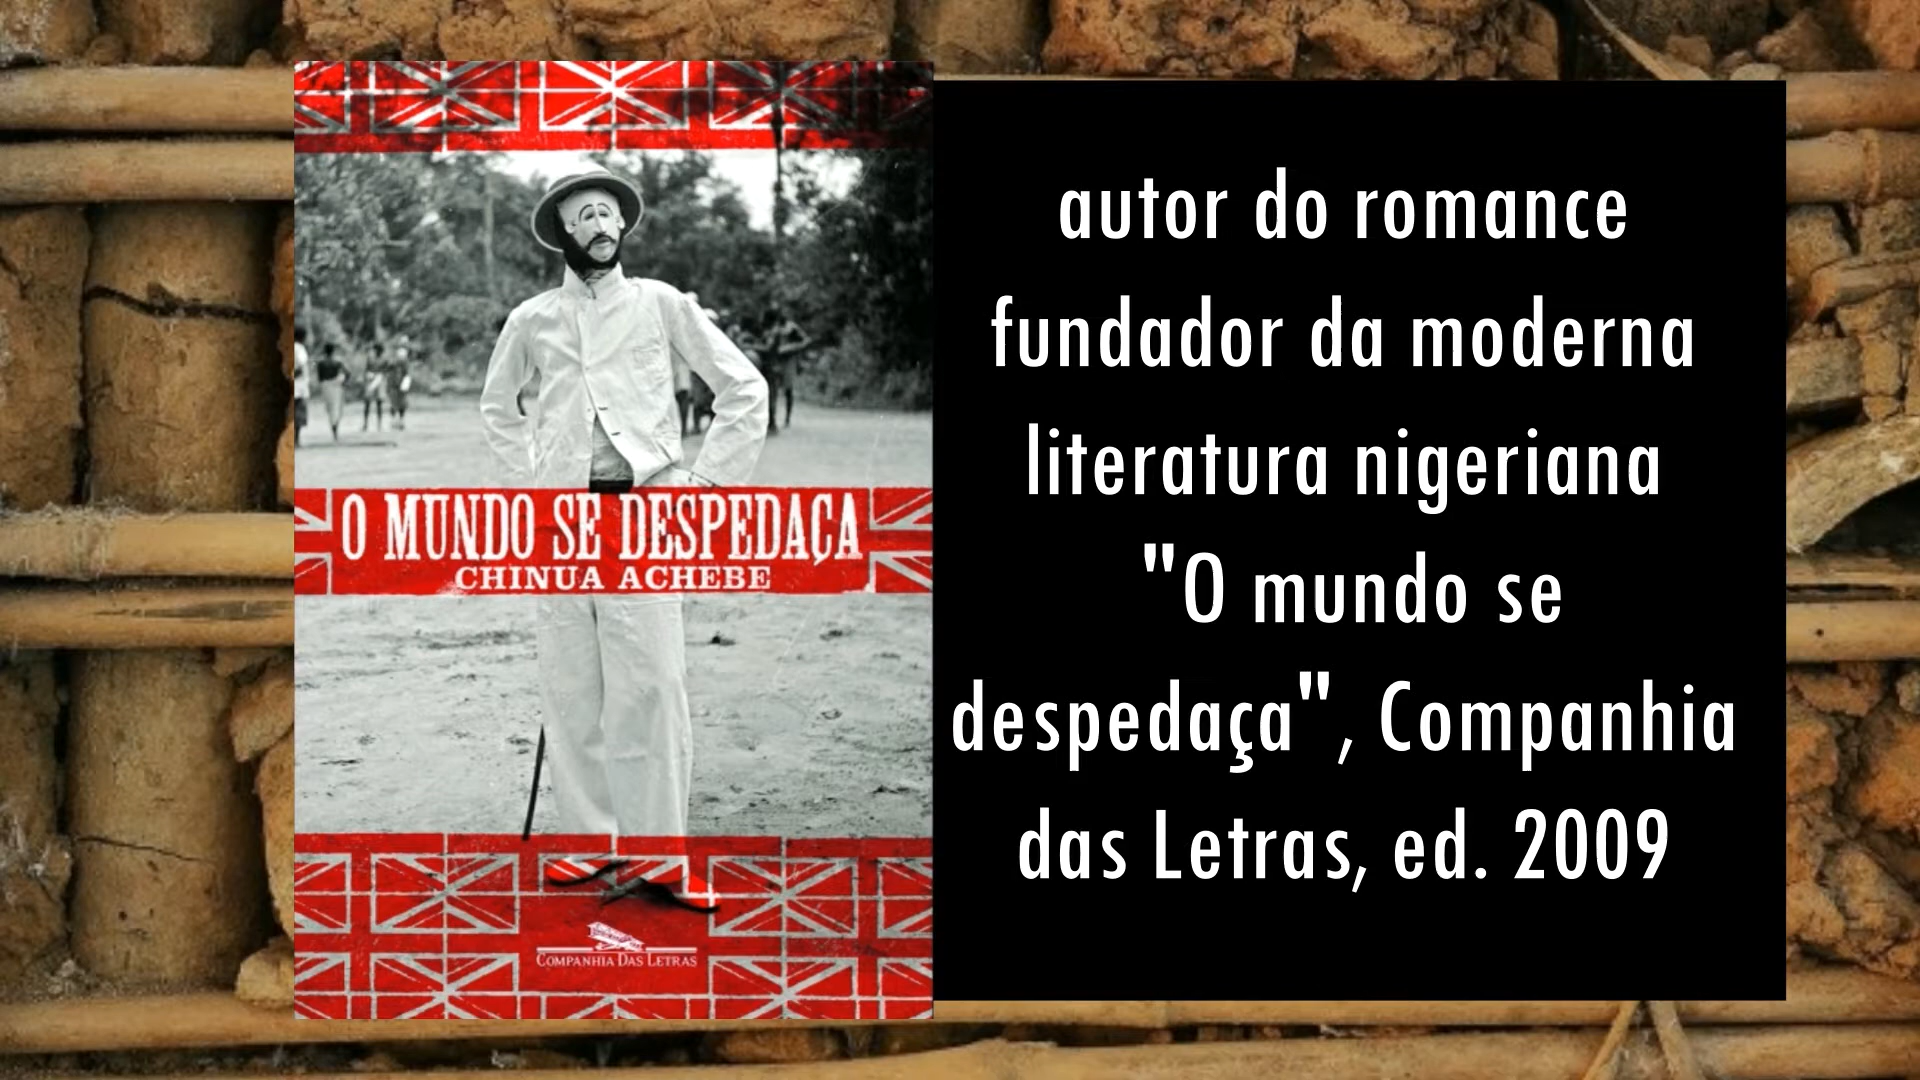 O MUNDO SE DESPEDAÇA
CHINUA ACHEBE
COMPANHIA DAS LETRAS
autor do romance
fundador da moderna
literatura nigeriana
"O mundo se
despedaça", Companhia
das Letras, ed. 2009